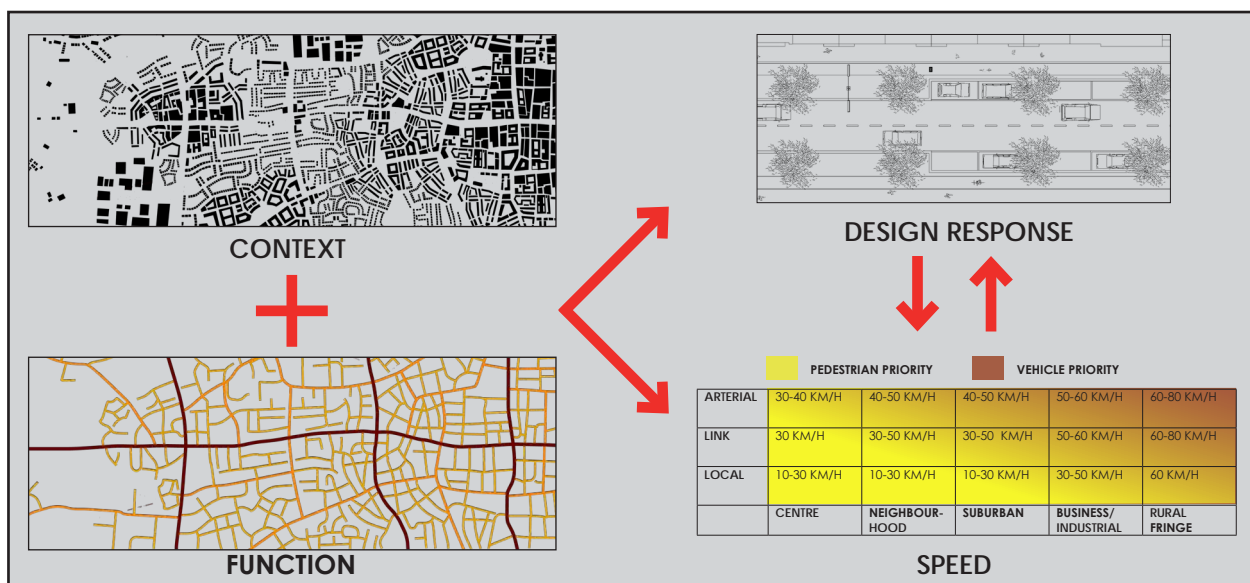 CONTEXT
FUNCTION
DESIGN RESPONSE
PEDESTRIAN PRIORITY VEHICLE PRIORITY
ARTERIAL 30-40 KM/H 40-50 KM/H 40-50 KM/H 50-60 KM/H 60-80 KM/H
LINK 30 KM/H 30-50 KM/H 30-50 KM/H 50-60 KM/H 60-80 KM/H
LOCAL 10-30 KM/H 10-30 KM/H 10-30 KM/H 30-50 KM/H 60 KM/H
CENTRE NEIGHBOUR- SUBURBAN BUSINESS/ RURAL
HOOD INDUSTRIAL FRINGE
SPEED